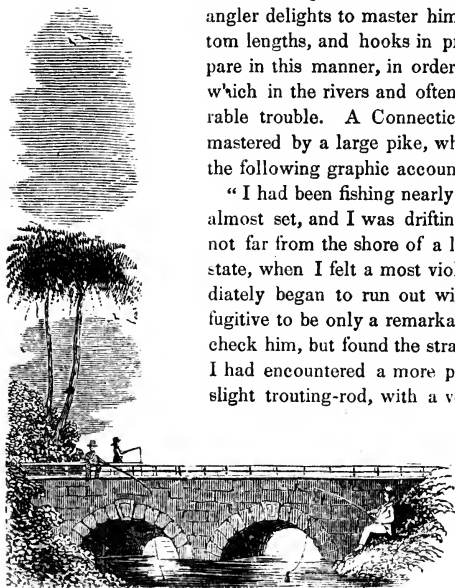 angler delights to master him
tom lengths, and hooks in pr
pare in this manner, in order
which in the rivers and often
rable trouble. A Connectic
mastered by a large pike, wh
the following graphic accoun
“ I had been fishing nearly
almost set, and I was driftin
not far from the shore of a l
state, when I felt a most viol
diately began to run out wi
fugitive to be only a remarka
check him, but found the stra
I had encountered a more p
slight trouting-rod, with a v